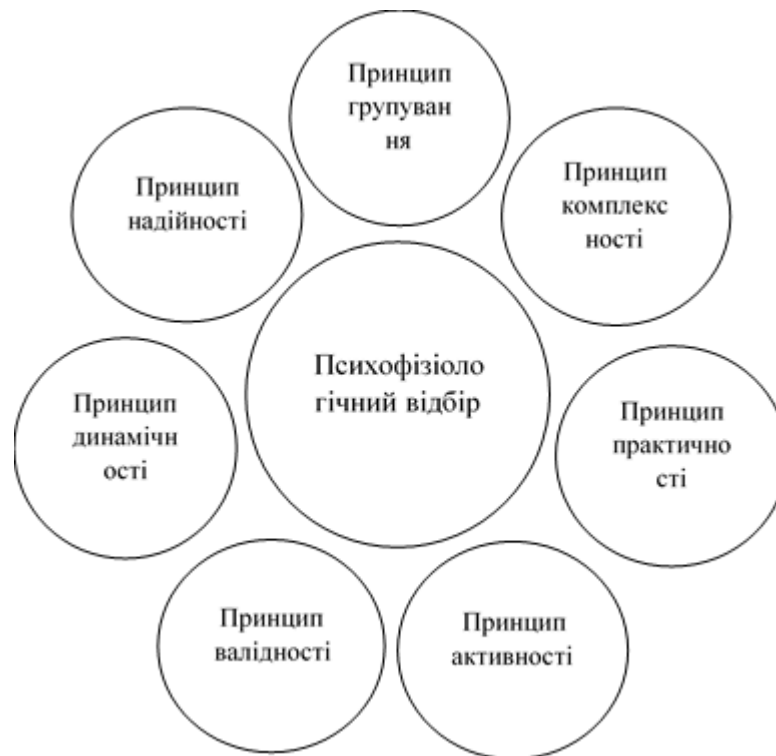 Принцип
групуван
ня
Принцип
надійності
Принцип
комплекс
ності
Психофізіоло
гічний відбір
Принцип
динамічн
ості
Принцип
практично
сті
Принцип
валідності
Принцип
активності